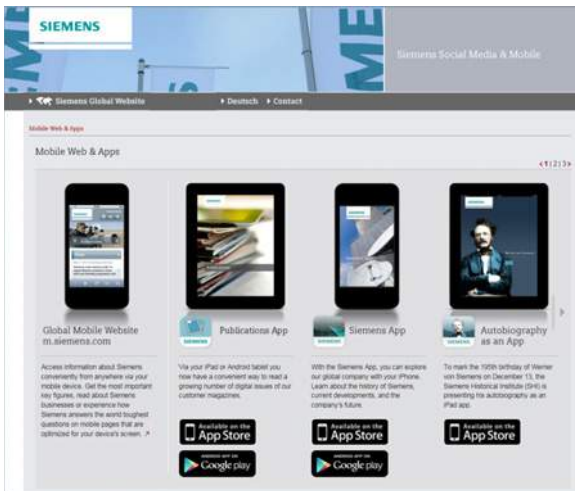 SIEMENS
Siemens Social Media & Mobile
Siemens Global Website
Deutsch
Contact
Mobile Web & Apps
Mobile Web & Apps
1 | 2 | 3
Global Mobile Website
m.siemens.com
Access information about Siemens
conveniently from anywhere via your
mobile device. Get the most important
key figures, read about Siemens
businesses or experience how
Siemens answers the world toughest
questions on mobile pages that are
optimized for your device's screen.
Publications App
Via your iPad or Android tablet you
now have a convenient way to read a
growing number of digital issues of our
customer magazines.
Available on the
App Store
ANDROID APP ON
Google play
Siemens App
With the Siemens App, you can explore
our global company with your iPhone.
Learn about the history of Siemens,
current developments, and the
company's future.
Available on the
App Store
ANDROID APP ON
Google play
Autobiography
as an App
To mark the 195th birthday of Werner
von Siemens on December 13, the
Siemens Historical Institute (SHI) is
presenting his autobiography as an
iPad app.
Available on the
App Store